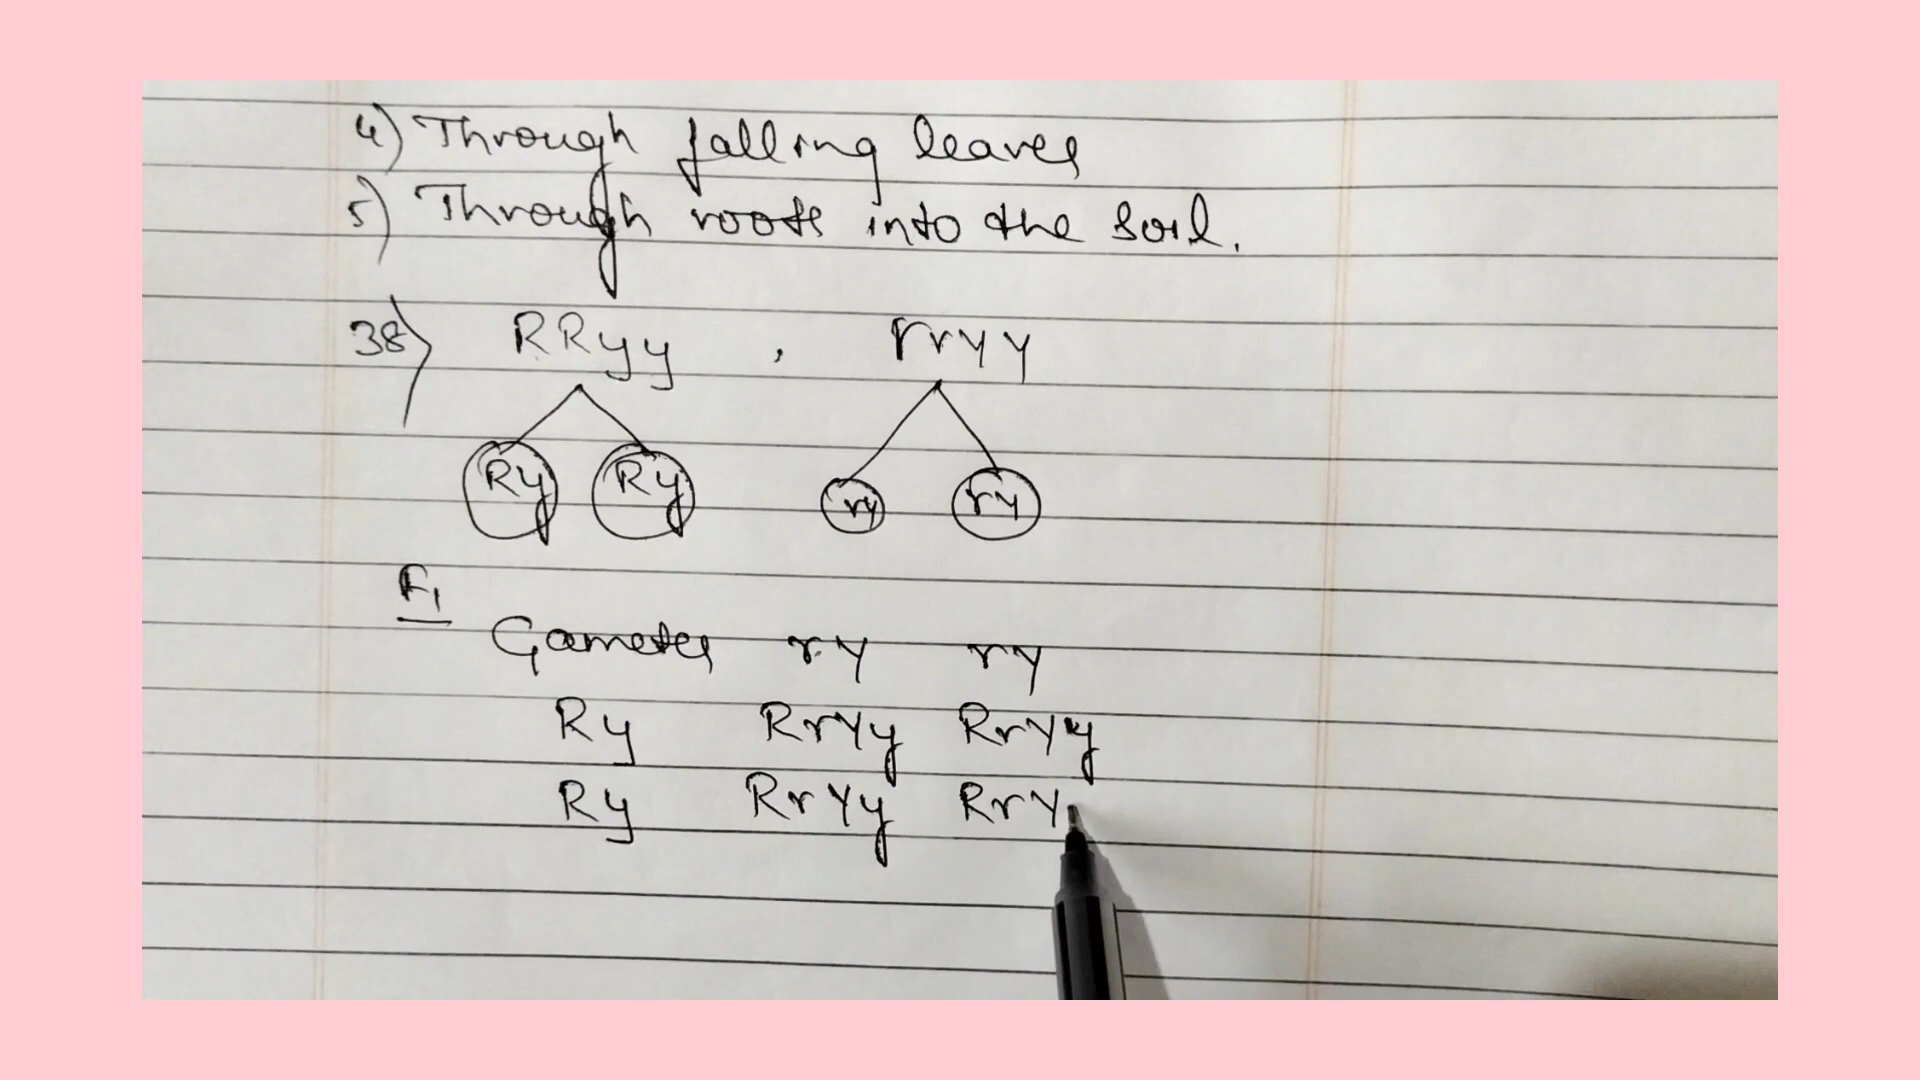 4) Through falling leaves
5) Through roots into the soil.
38) RRyy , rrYY
Ry Ry rY rY
F1
Gametes rY rY
Ry RrYy RrYy
Ry RrYy RrY